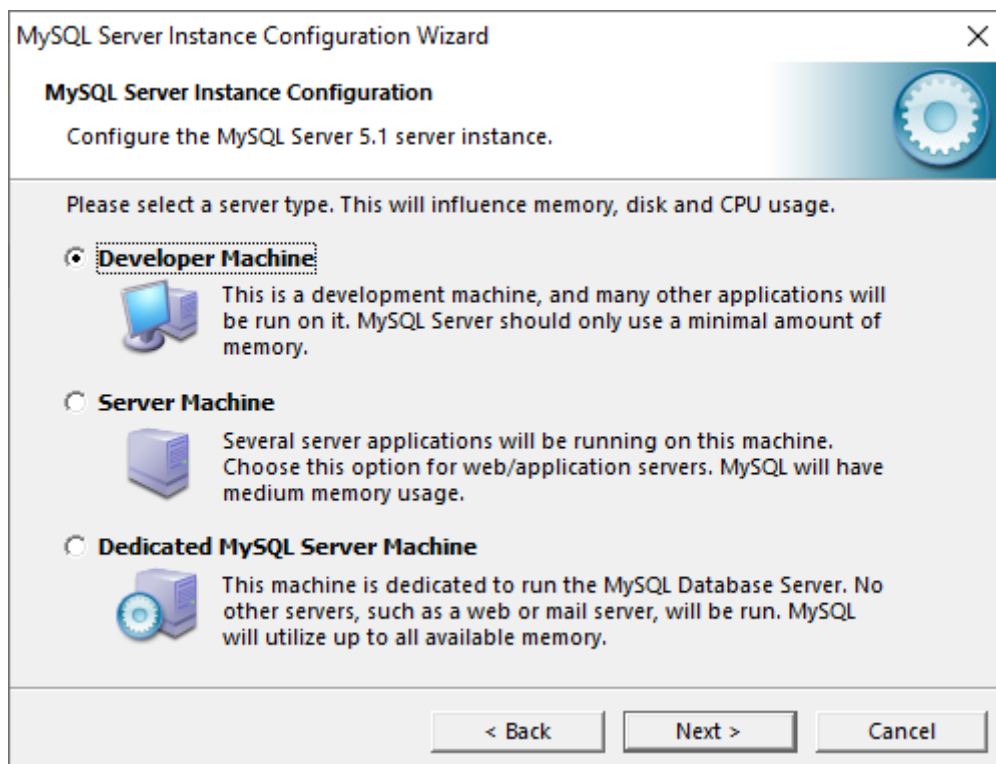 MySQL Server Instance Configuration Wizard
MySQL Server Instance Configuration
Configure the MySQL Server 5.1 server instance.
Please select a server type. This will influence memory, disk and CPU usage.
Developer Machine
This is a development machine, and many other applications will
be run on it. MySQL Server should only use a minimal amount of
memory.
Server Machine
Several server applications will be running on this machine.
Choose this option for web/application servers. MySQL will have
medium memory usage.
Dedicated MySQL Server Machine
This machine is dedicated to run the MySQL Database Server. No
other servers, such as a web or mail server, will be run. MySQL
will utilize up to all available memory.
< Back Next > Cancel